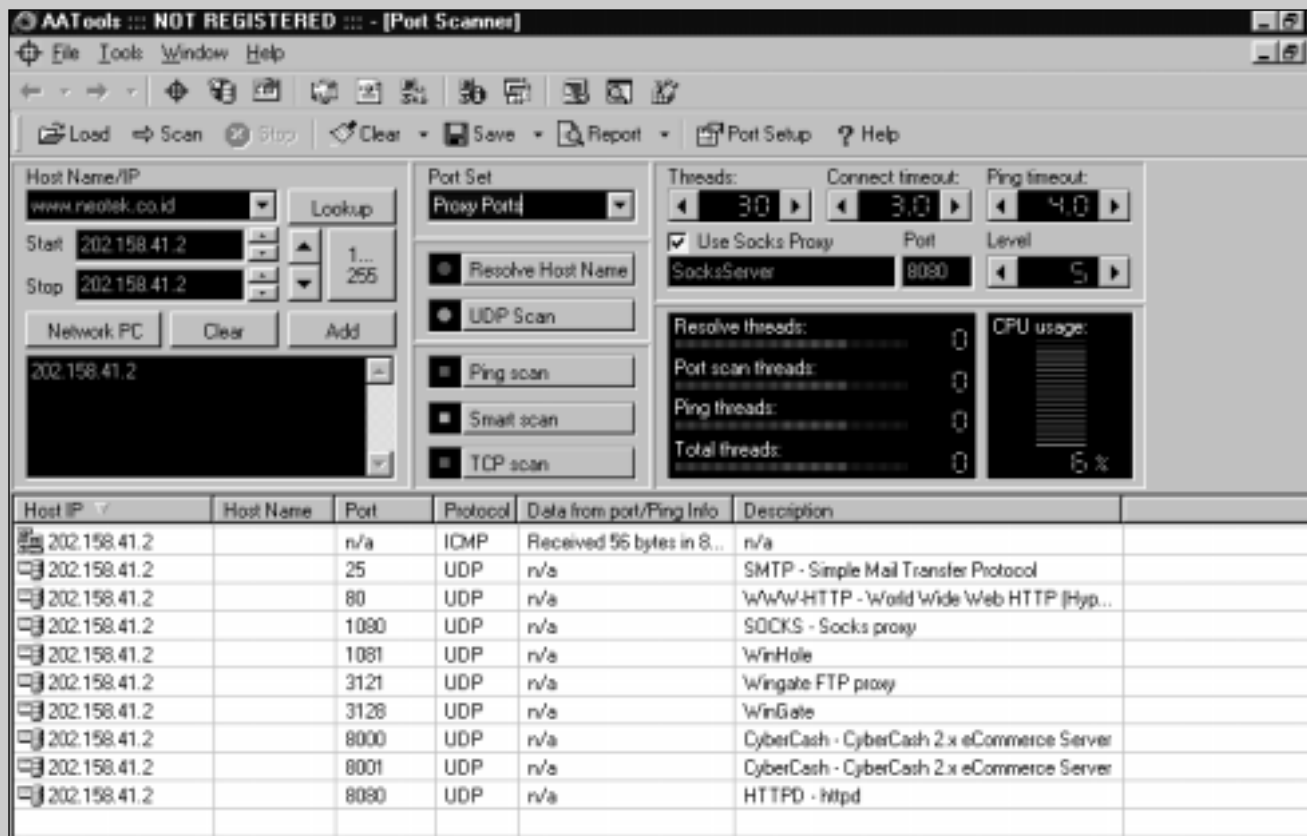 AATools ::: NOT REGISTERED ::: - [Port Scanner]
File Tools Window Help
Load Scan Stop Clear Save Report Port Setup ? Help
Host Name/IP
www.neotek.co.id
Lookup
Start 202.158.41.2
Stop 202.158.41.2
1...
255
Network PC Clear Add
202.158.41.2
Port Set
Proxy Ports
Resolve Host Name
UDP Scan
Ping scan
Smart scan
TCP scan
Threads: Connect timeout: Ping timeout:
30 3.0 4.0
Use Socks Proxy Port Level
SocksServer 8080 5
Resolve threads: 0
Port scan threads: 0
Ping threads: 0
Total threads: 0
CPU usage:
6 %
Host IP Host Name Port Protocol Data from port/Ping Info Description
202.158.41.2 n/a ICMP Received 56 bytes in 8... n/a
202.158.41.2 25 UDP n/a SMTP - Simple Mail Transfer Protocol
202.158.41.2 80 UDP n/a WWW-HTTP - World Wide Web HTTP (Hyp...
202.158.41.2 1080 UDP n/a SOCKS - Socks proxy
202.158.41.2 1081 UDP n/a WinHole
202.158.41.2 3121 UDP n/a Wingate FTP proxy
202.158.41.2 3128 UDP n/a WinGate
202.158.41.2 8000 UDP n/a CyberCash - CyberCash 2.x eCommerce Server
202.158.41.2 8001 UDP n/a CyberCash - CyberCash 2.x eCommerce Server
202.158.41.2 8080 UDP n/a HTTPD - httpd